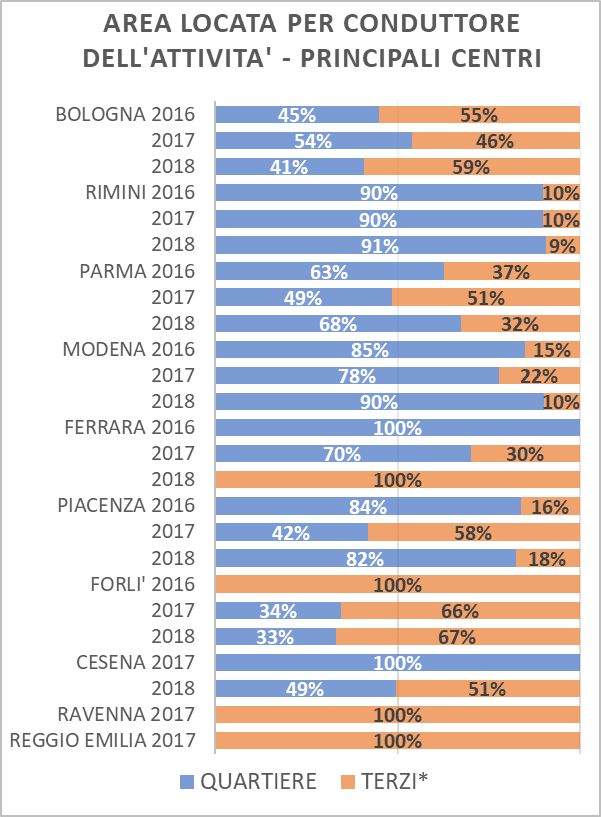 AREA LOCATA PER CONDUTTORE
DELL'ATTIVITA' - PRINCIPALI CENTRI
BOLOGNA 2016 45% 55%
2017 54% 46%
2018 41% 59%
RIMINI 2016 90% 10%
2017 90% 10%
2018 91% 9%
PARMA 2016 63% 37%
2017 49% 51%
2018 68% 32%
MODENA 2016 85% 15%
2017 78% 22%
2018 90% 10%
FERRARA 2016 100%
2017 70% 30%
2018 100%
PIACENZA 2016 84% 16%
2017 42% 58%
2018 82% 18%
FORLI' 2016 100%
2017 34% 66%
2018 33% 67%
CESENA 2017 100%
2018 49% 51%
RAVENNA 2017 100%
REGGIO EMILIA 2017 100%
QUARTIERE TERZI*